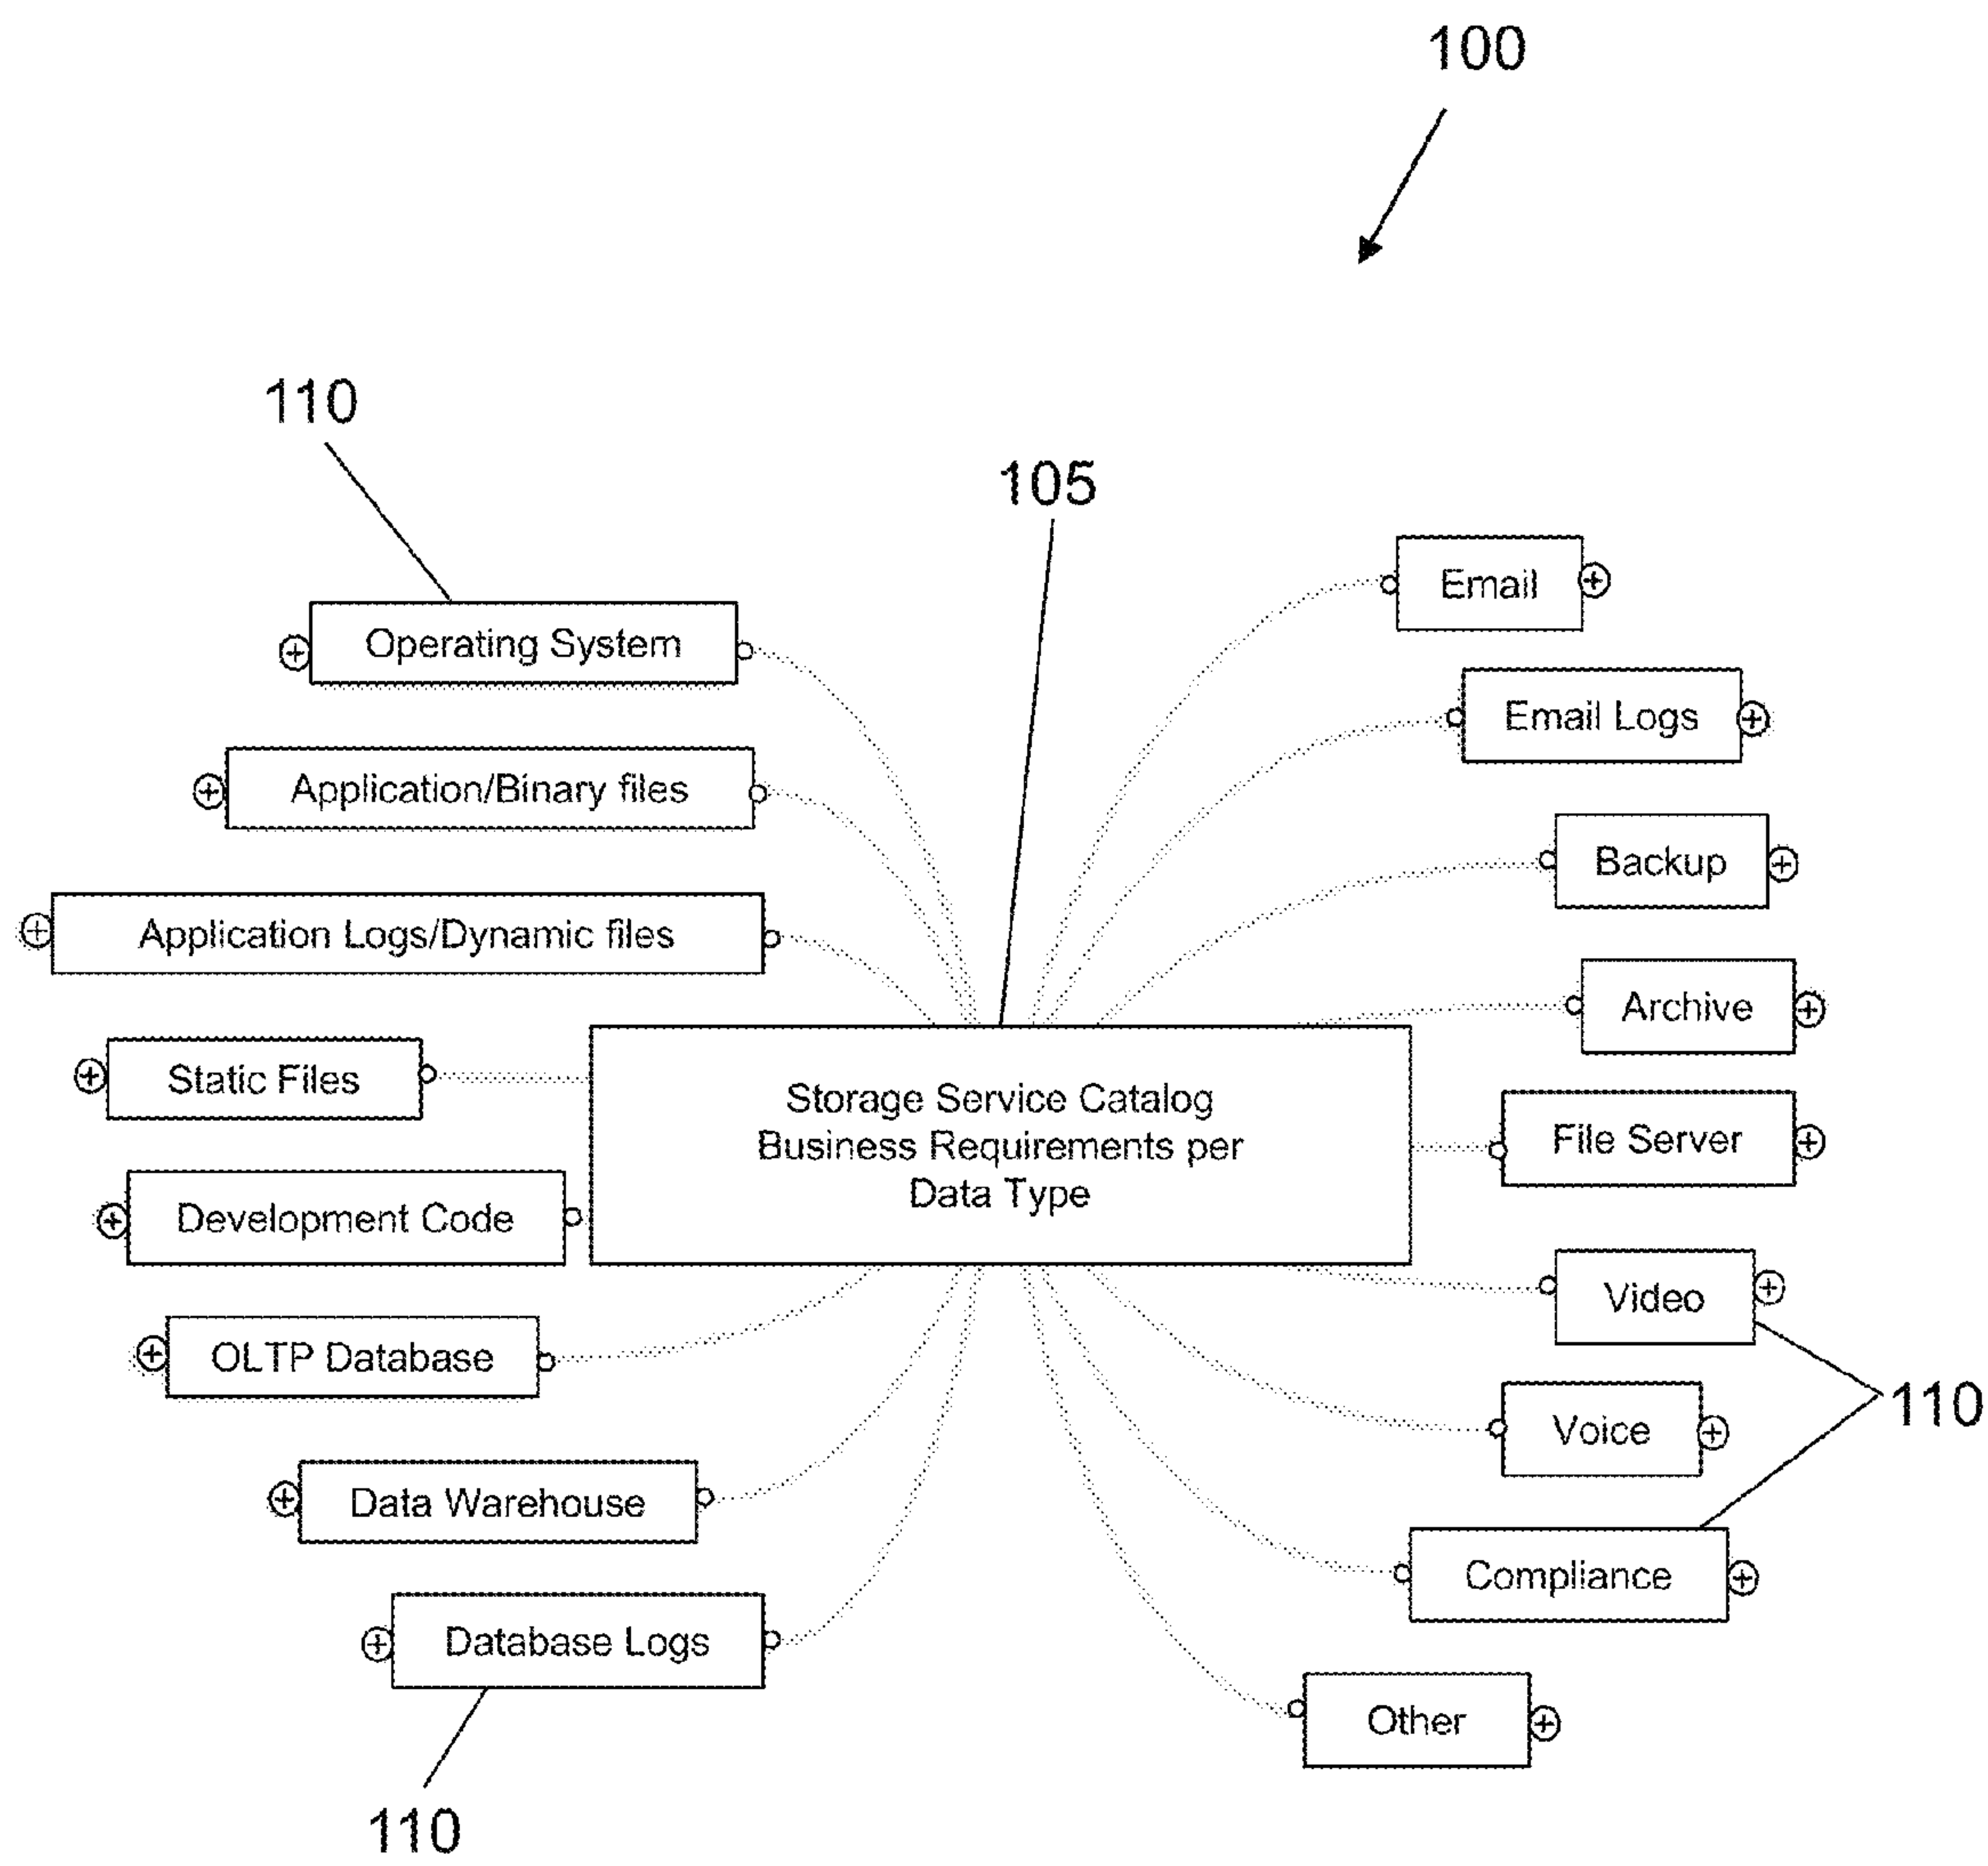 100
110
105
Email
Operating System
Email Logs
Application/Binary files
Backup
Application Logs/Dynamic files
Archive
Static Files
Storage Service Catalog
Business Requirements per
Data Type
File Server
Development Code
Video
OLTP Database
110
Voice
Data Warehouse
Compliance
Database Logs
Other
110